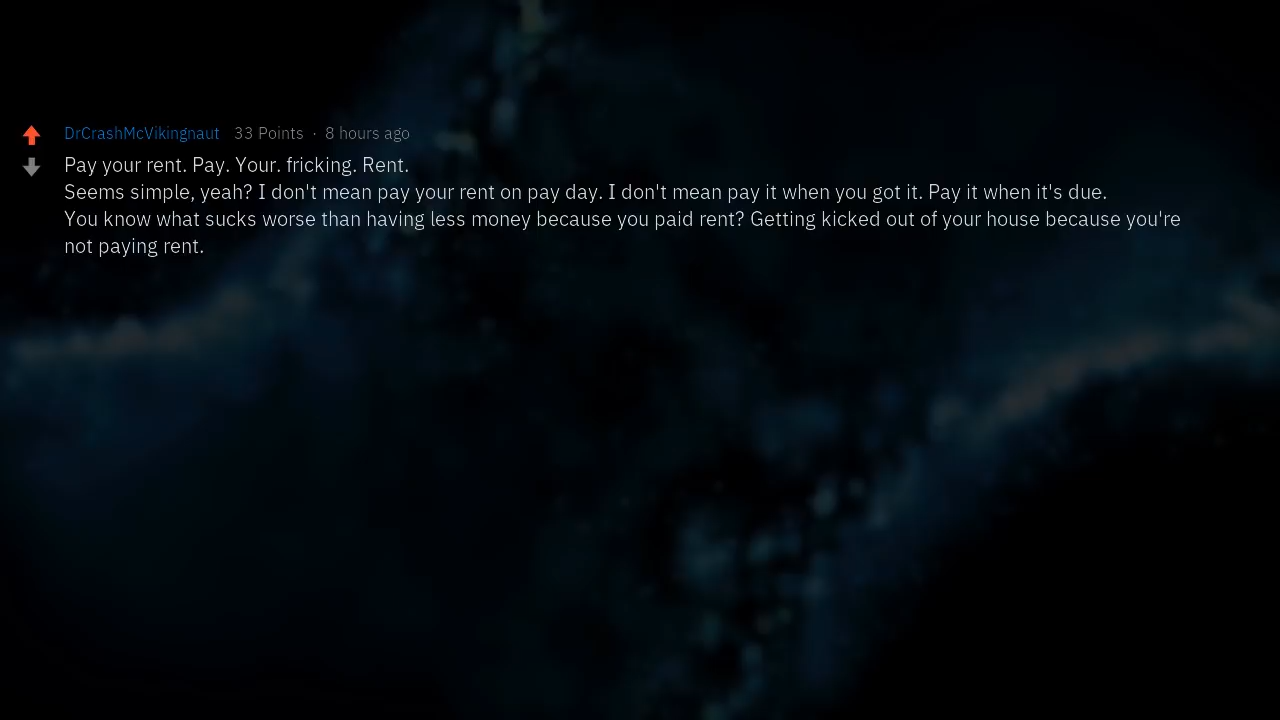 DrCrashMcVikingnaut 33 Points · 8 hours ago
Pay your rent. Pay. Your. fricking. Rent.
Seems simple, yeah? I don't mean pay your rent on pay day. I don't mean pay it when you got it. Pay it when it's due.
You know what sucks worse than having less money because you paid rent? Getting kicked out of your house because you're
not paying rent.